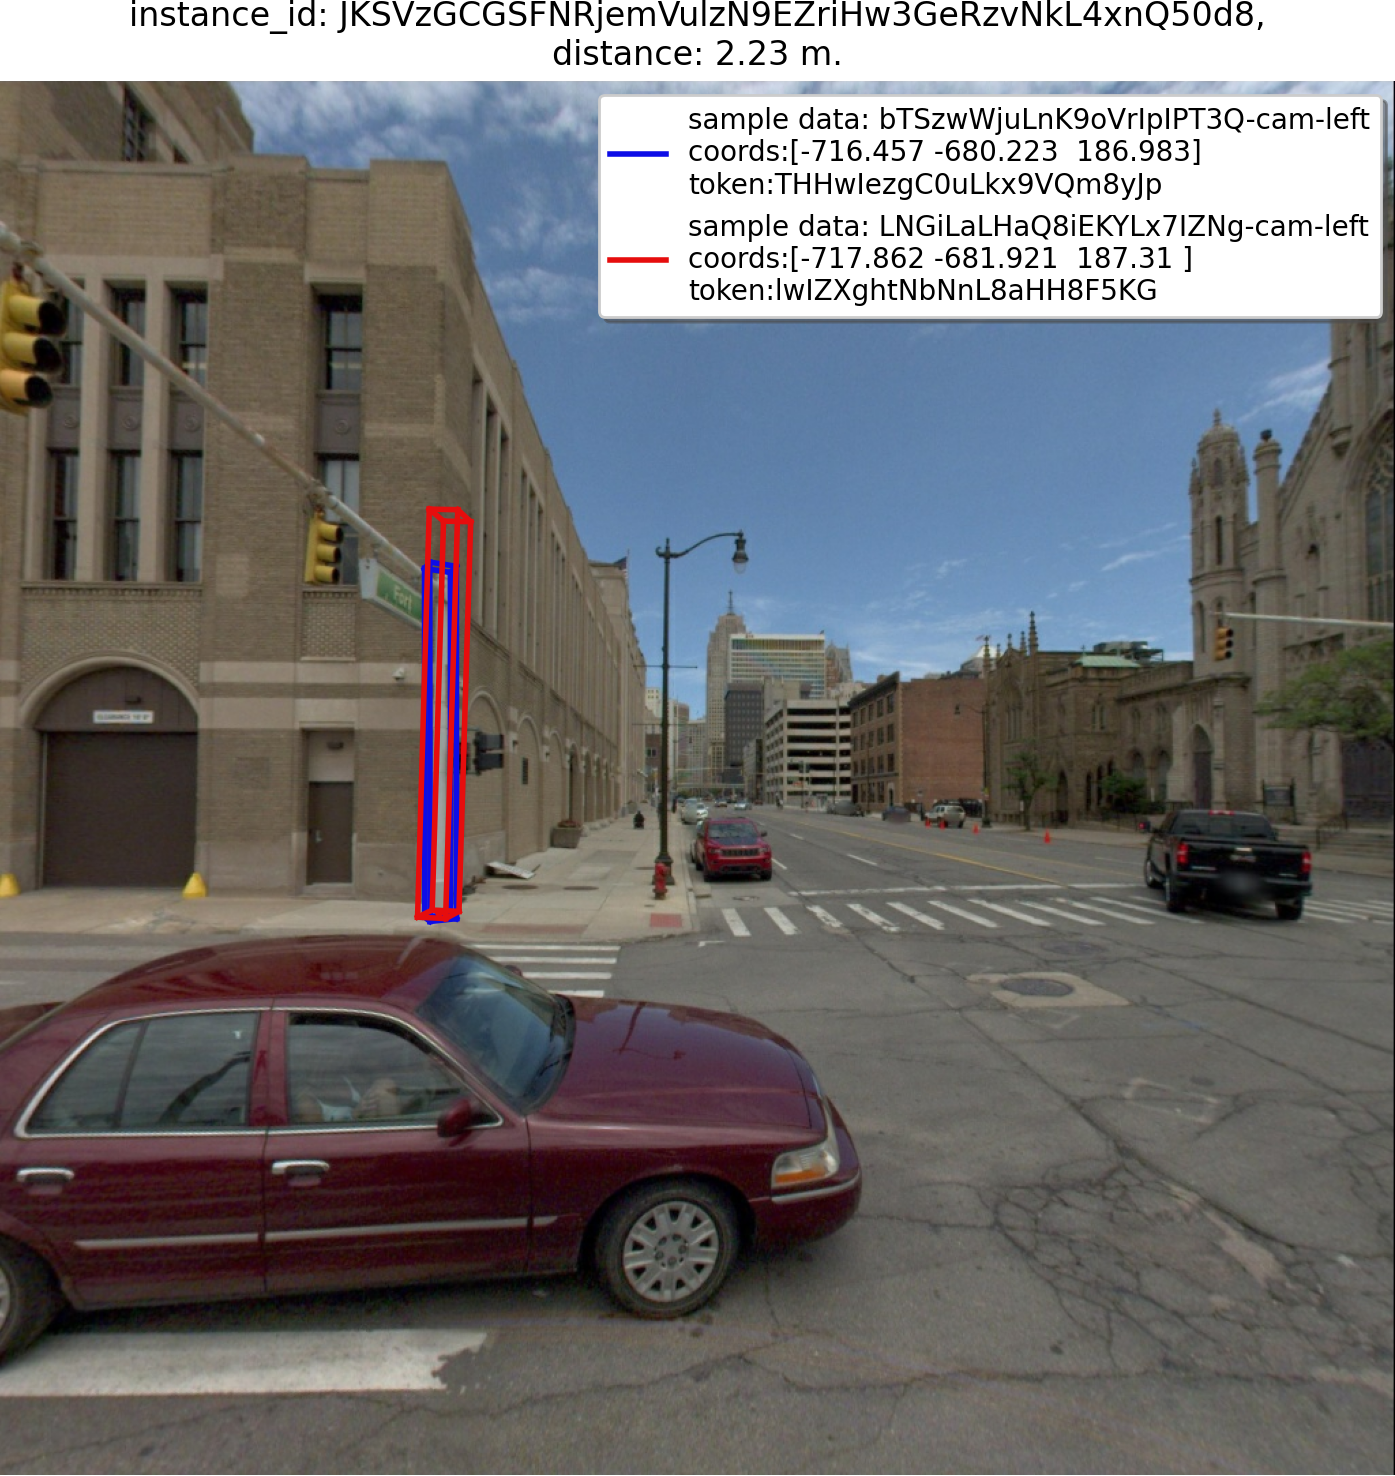 instance_id: JKSVzGCGSFNRjemVulzN9EZriHw3GeRzvNkL4xnQ50d8,
distance: 2.23 m.
sample data: bTSzwWjuLnK9oVrIpIPT3Q-cam-left
coords:[-716.457 -680.223  186.983]
token:THHwIezgC0uLkx9VQm8yJp
sample data: LNGiLaLHaQ8iEKYLx7IZNg-cam-left
coords:[-717.862 -681.921  187.31 ]
token:lwIZXghtNbNnL8aHH8F5KG
Fort